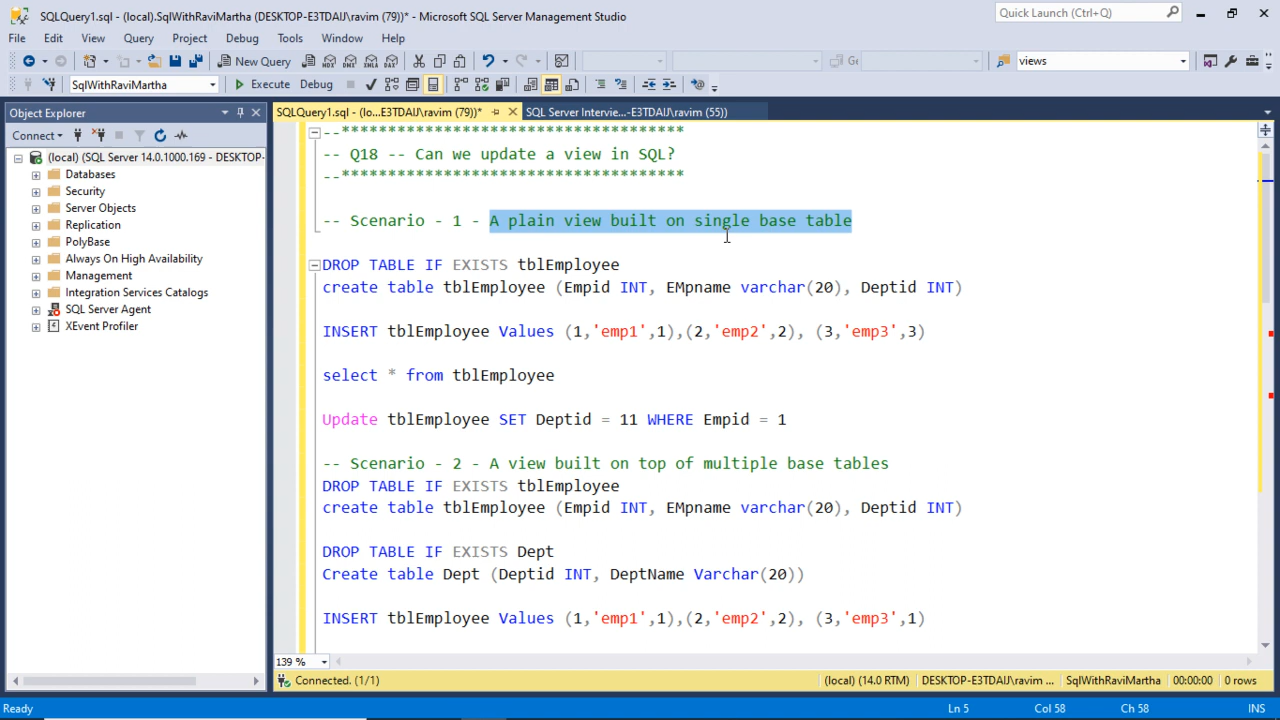 SQLQuery1.sql - (local).SqlWithRaviMartha (DESKTOP-E3TDAIJ\ravim (79))* - Microsoft SQL Server Management Studio
Quick Launch (Ctrl+Q)
File Edit View Query Project Debug Tools Window Help
New Query
MDX DMX XMLA DAX
Ge
views
SqlWithRaviMartha
Execute Debug
Object Explorer
SQLQuery1.sql - (lo...E3TDAIJ\ravim (79))*
SQL Server Intervie...-E3TDAIJ\ravim (55))
Connect
(local) (SQL Server 14.0.1000.169 - DESKTOP-
Databases
Security
Server Objects
Replication
PolyBase
Always On High Availability
Management
Integration Services Catalogs
SQL Server Agent
XEvent Profiler
--*************************************
-- Q18 -- Can we update a view in SQL?
--*************************************
-- Scenario - 1 - A plain view built on single base table
DROP TABLE IF EXISTS tblEmployee
create table tblEmployee (Empid INT, EMpname varchar(20), Deptid INT)
INSERT tblEmployee Values (1,'emp1',1),(2,'emp2',2), (3,'emp3',3)
select * from tblEmployee
Update tblEmployee SET Deptid = 11 WHERE Empid = 1
-- Scenario - 2 - A view built on top of multiple base tables
DROP TABLE IF EXISTS tblEmployee
create table tblEmployee (Empid INT, EMpname varchar(20), Deptid INT)
DROP TABLE IF EXISTS Dept
Create table Dept (Deptid INT, DeptName Varchar(20))
INSERT tblEmployee Values (1,'emp1',1),(2,'emp2',2), (3,'emp3',1)
139 %
Connected. (1/1)
(local) (14.0 RTM) DESKTOP-E3TDAIJ\ravim ... SqlWithRaviMartha 00:00:00 0 rows
Ready
Ln 5 Col 58 Ch 58 INS